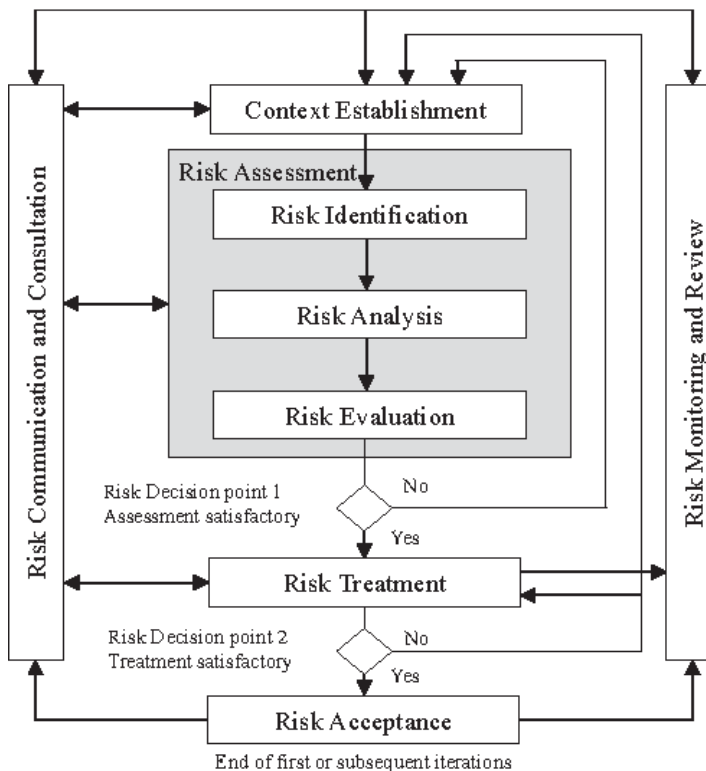 Context Establishment
Risk Assessment
Risk Identification
Risk Analysis
Risk Evaluation
Risk Communication and Consultation
Risk Monitoring and Review
Risk Decision point 1
Assessment satisfactory
No
Yes
Risk Treatment
Risk Decision point 2
Treatment satisfactory
No
Yes
Risk Acceptance
End of first or subsequent iterations